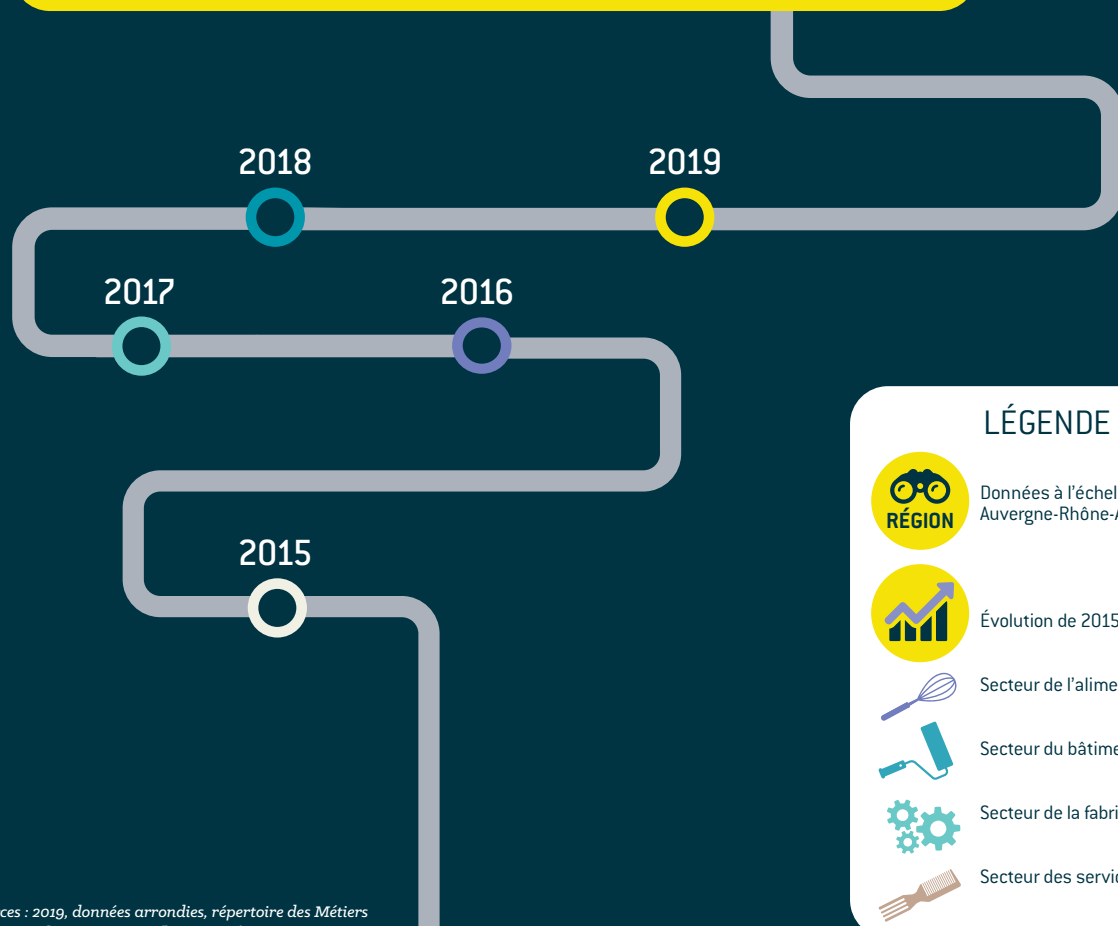 2018
2019
2017
2016
2015
LÉGENDE
RÉGION
Données à l'échel
Auvergne-Rhône-A
Évolution de 2015
Secteur de l'alime
Secteur du bâtime
Secteur de la fabri
Secteur des servic
ces : 2019, données arrondies, répertoire des Métiers